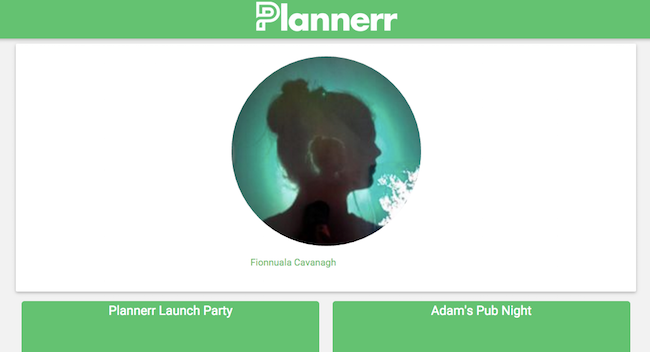 Plannerr
Fionnuala Cavanagh
Plannerr Launch Party
Adam's Pub Night